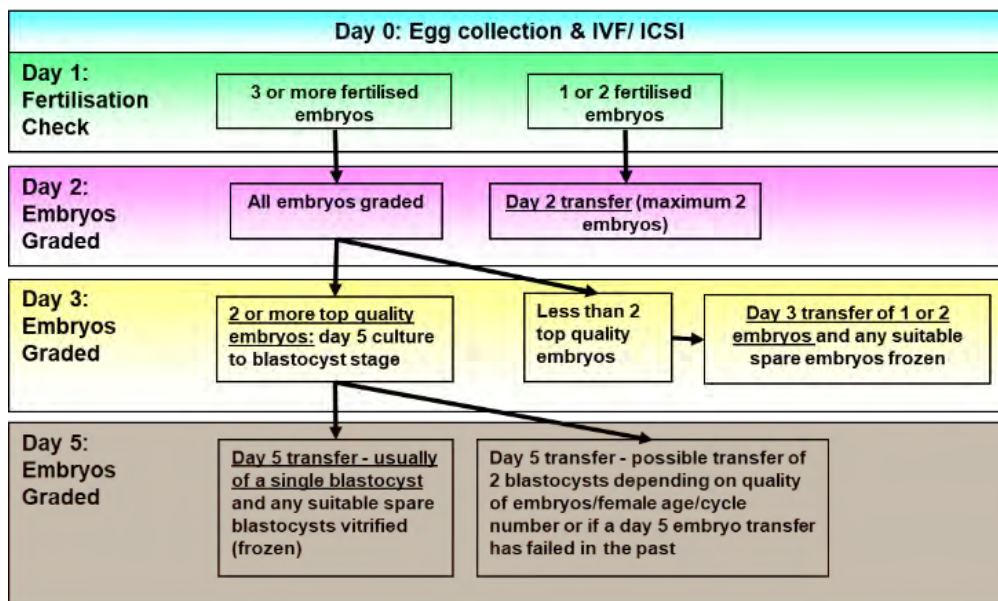 Day 0: Egg collection & IVF/ ICSI
Day 1:
Fertilisation
Check
3 or more fertilised
embryos
1 or 2 fertilised
embryos
Day 2:
Embryos
Graded
All embryos graded
Day 2 transfer (maximum 2
embryos)
Day 3:
Embryos
Graded
2 or more top quality
embryos: day 5 culture
to blastocyst stage
Less than 2
top quality
embryos
Day 3 transfer of 1 or 2
embryos and any suitable
spare embryos frozen
Day 5:
Embryos
Graded
Day 5 transfer - usually
of a single blastocyst
and any suitable spare
blastocysts vitrified
(frozen)
Day 5 transfer - possible transfer of
2 blastocysts depending on quality
of embryos/female age/cycle
number or if a day 5 embryo transfer
has failed in the past